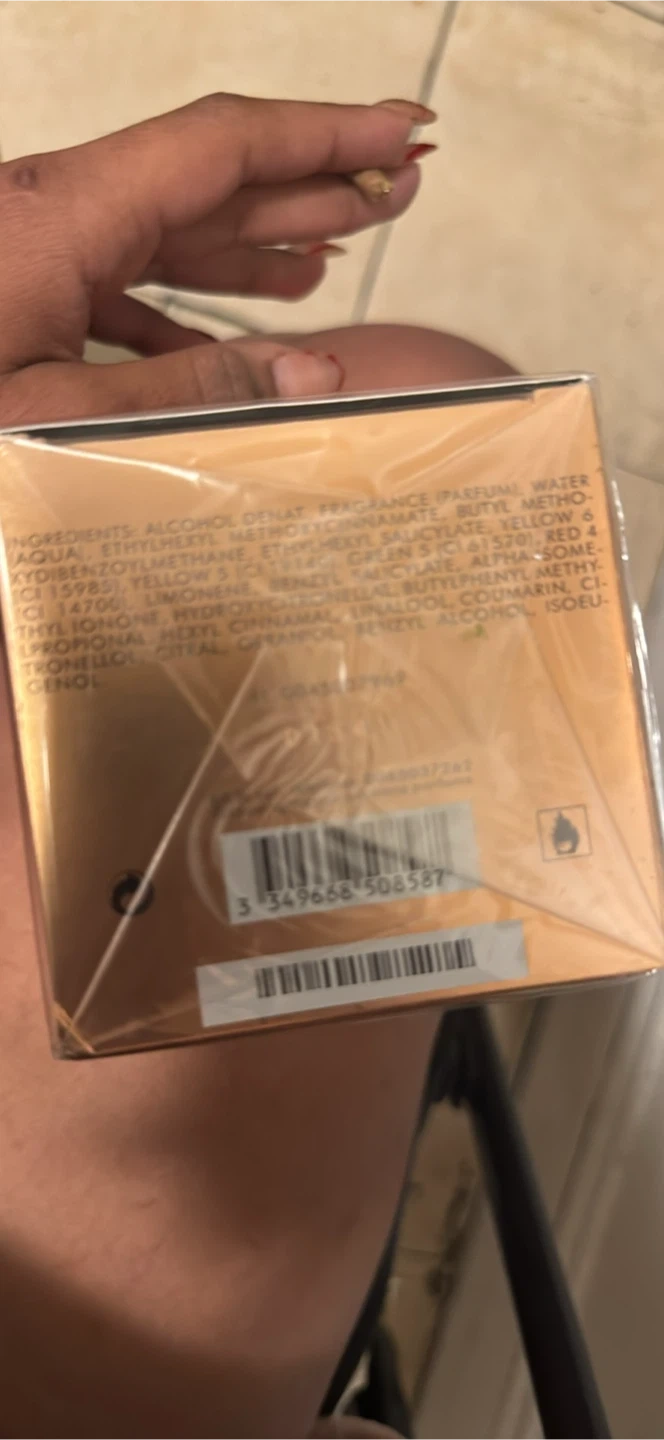 INGREDIENTS: ALCOHOL DENAT, FRAGRANCE (PARFUM), WATER
(AQUA), ETHYLHEXYL METHOXYCINNAMATE, BUTYL METHO-
XYDIBENZOYLMETHANE, ETHYLHEXYL SALICYLATE, YELLOW 6
(CI 15985), YELLOW 5 (CI GREEN 5 (CI 61570), RED 4
(CI 14700), LIMONENE, BENZYL SALICYLATE, ALPHA-ISOME-
THYL IONONE, HYDROXYCITRONELLAL, BUTYLPHENYL METHY-
LPROPIONAL, HEXYL CINNAMAL, LINALOOL, COUMARIN, CI-
TRONELLOL, CITRAL, GERANIOL, BENZYL ALCOHOL, ISOEU-
GENOL
3 349668 508587